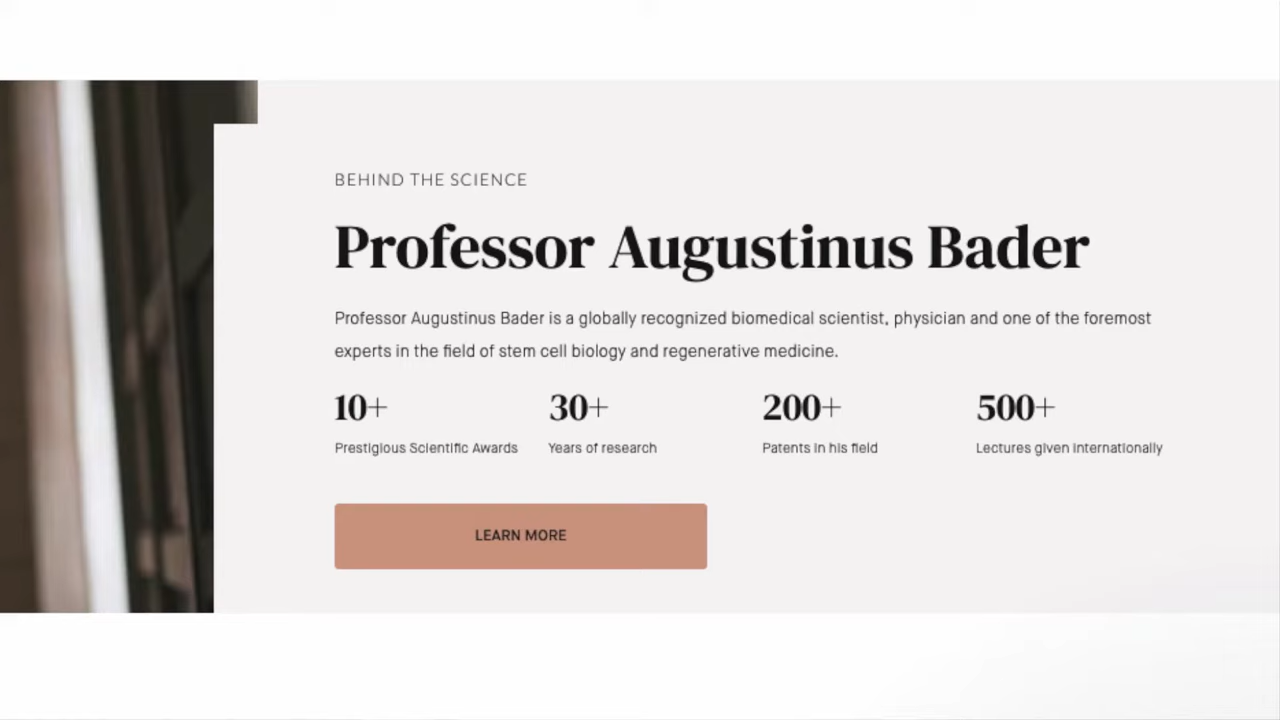 BEHIND THE SCIENCE
Professor Augustinus Bader
Professor Augustinus Bader is a globally recognized biomedical scientist, physician and one of the foremost
experts in the field of stem cell biology and regenerative medicine.
10+ 30+ 200+ 500+
Prestigious Scientific Awards Years of research Patents in his field Lectures given internationally
LEARN MORE